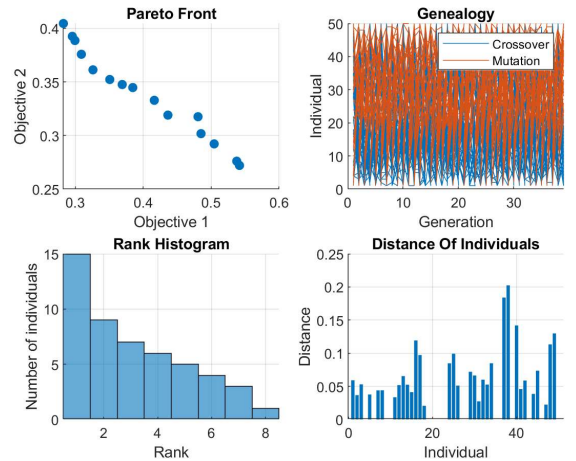 Pareto Front
0.4
0.35
0.3
0.25
Objective 2
0.3 0.4 0.5 0.6
Objective 1
Genealogy
Crossover
Mutation
50
40
30
20
10
0
Individual
0 10 20 30
Generation
Rank Histogram
15
10
5
0
Number of individuals
2 4 6 8
Rank
Distance Of Individuals
0.25
0.2
0.15
0.1
0.05
0
Distance
0 20 40
Individual